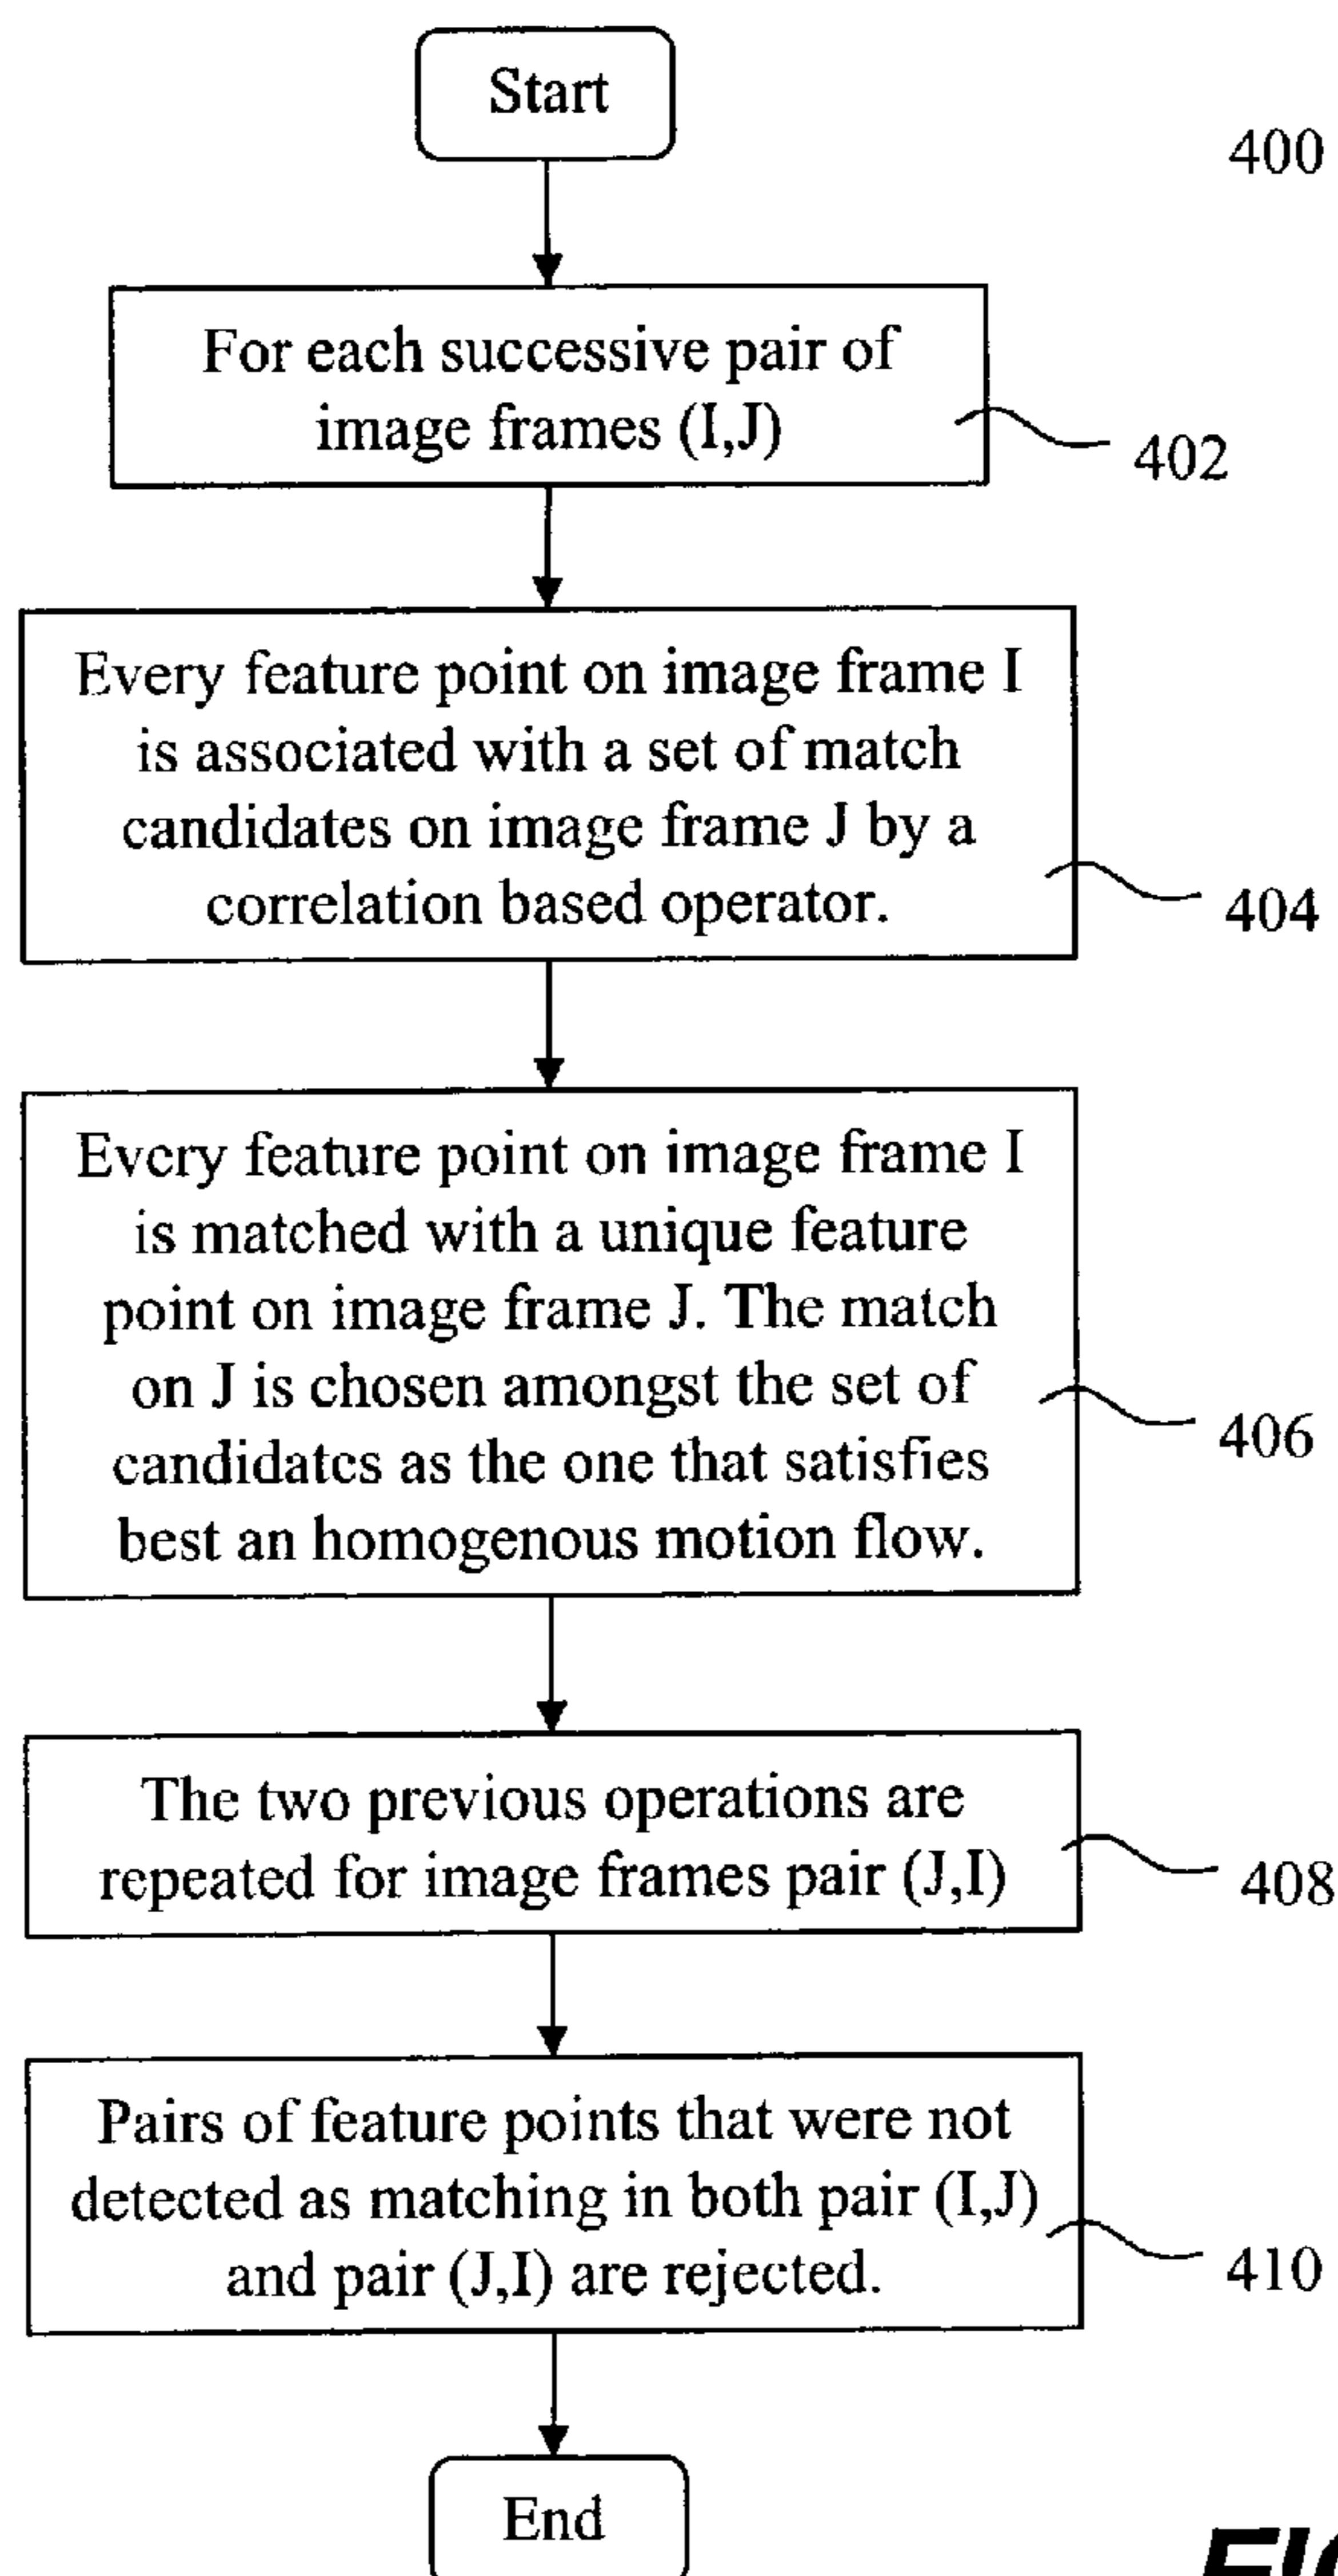 Start
400
For each successive pair of
image frames (I,J)
402
Every feature point on image frame I
is associated with a set of match
candidates on image frame J by a
correlation based operator.
404
Every feature point on image frame I
is matched with a unique feature
point on image frame J. The match
on J is chosen amongst the set of
candidates as the one that satisfies
best an homogenous motion flow.
406
The two previous operations are
repeated for image frames pair (J,I)
408
Pairs of feature points that were not
detected as matching in both pair (I,J)
and pair (J,I) are rejected.
410
End